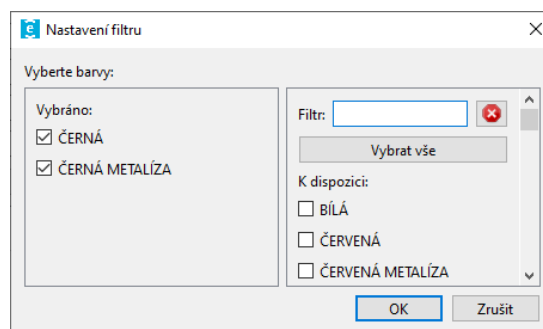 Nastavení filtru
Vyberte barvy:
Vybráno:
ČERNÁ
ČERNÁ METALÍZA
Filtr:
Vybrat vše
K dispozici:
BÍLÁ
ČERVENÁ
ČERVENÁ METALÍZA
OK
Zrušit